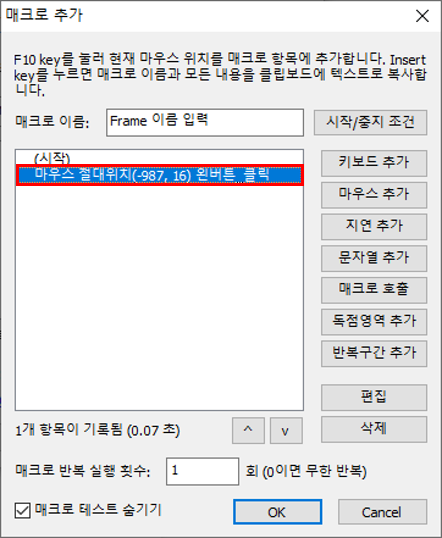 매크로 추가
F10 key를 눌러 현재 마우스 위치를 매크로 항목에 추가합니다. Insert
key를 누르면 매크로 이름과 모든 내용을 클립보드에 텍스트로 복사합
니다.
매크로 이름: Frame 이름 입력 시작/중지 조건
(시작)
마우스 절대위치(-987, 16) 왼버튼 클릭
키보드 추가
마우스 추가
지연 추가
문자열 추가
매크로 호출
독점영역 추가
반복구간 추가
편집
삭제
1개 항목이 기록됨 (0.07 초) ^ v
매크로 반복 실행 횟수: 1 회 (0이면 무한 반복)
매크로 테스트 숨기기 OK Cancel